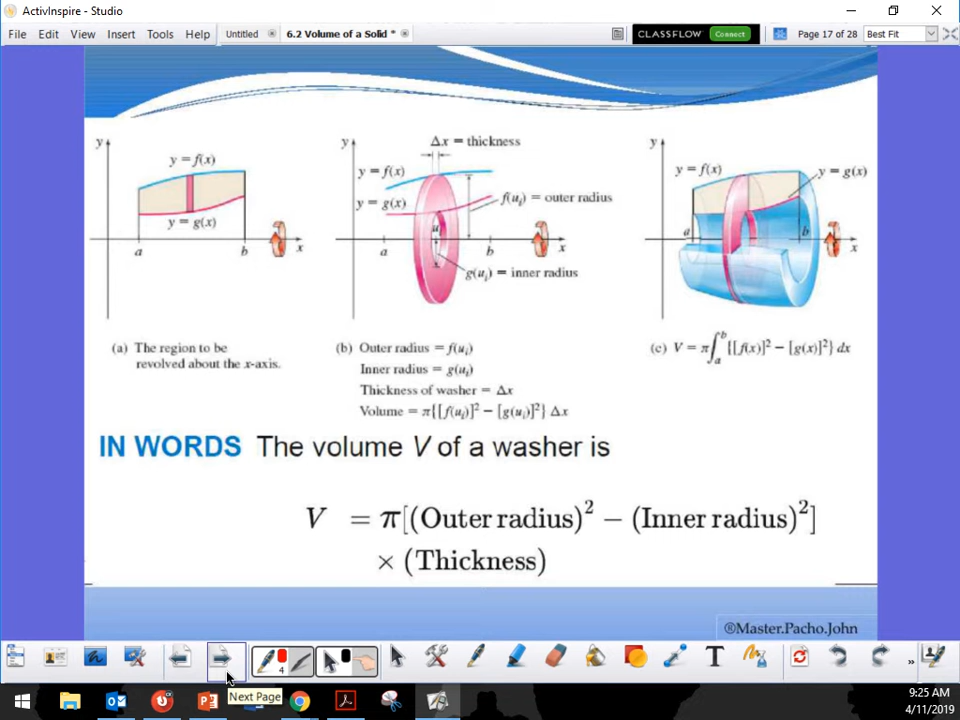 ActivInspire - Studio
File Edit View Insert Tools Help Untitled 6.2 Volume of a Solid * CLASSFLOW Connect Page 17 of 28 Best Fit
y
y = f(x)
y = g(x)
a
b
x
y
Δx = thickness
y = f(x)
y = g(x)
f(uᵢ) = outer radius
uᵢ
a
b
x
g(uᵢ) = inner radius
y
y = f(x)
y = g(x)
a
b
x
(a) The region to be
revolved about the x-axis.
(b) Outer radius = f(uᵢ)
Inner radius = g(uᵢ)
Thickness of washer = Δx
Volume = π{[f(uᵢ)]² − [g(uᵢ)]²} Δx
(c) V = π∫ₐᵇ {[f(x)]² − [g(x)]²} dx
IN WORDS The volume V of a washer is
V = π[(Outer radius)² − (Inner radius)²]
× (Thickness)
®Master.Pacho.John
4
T
»
Next Page
9:25 AM
4/11/2019